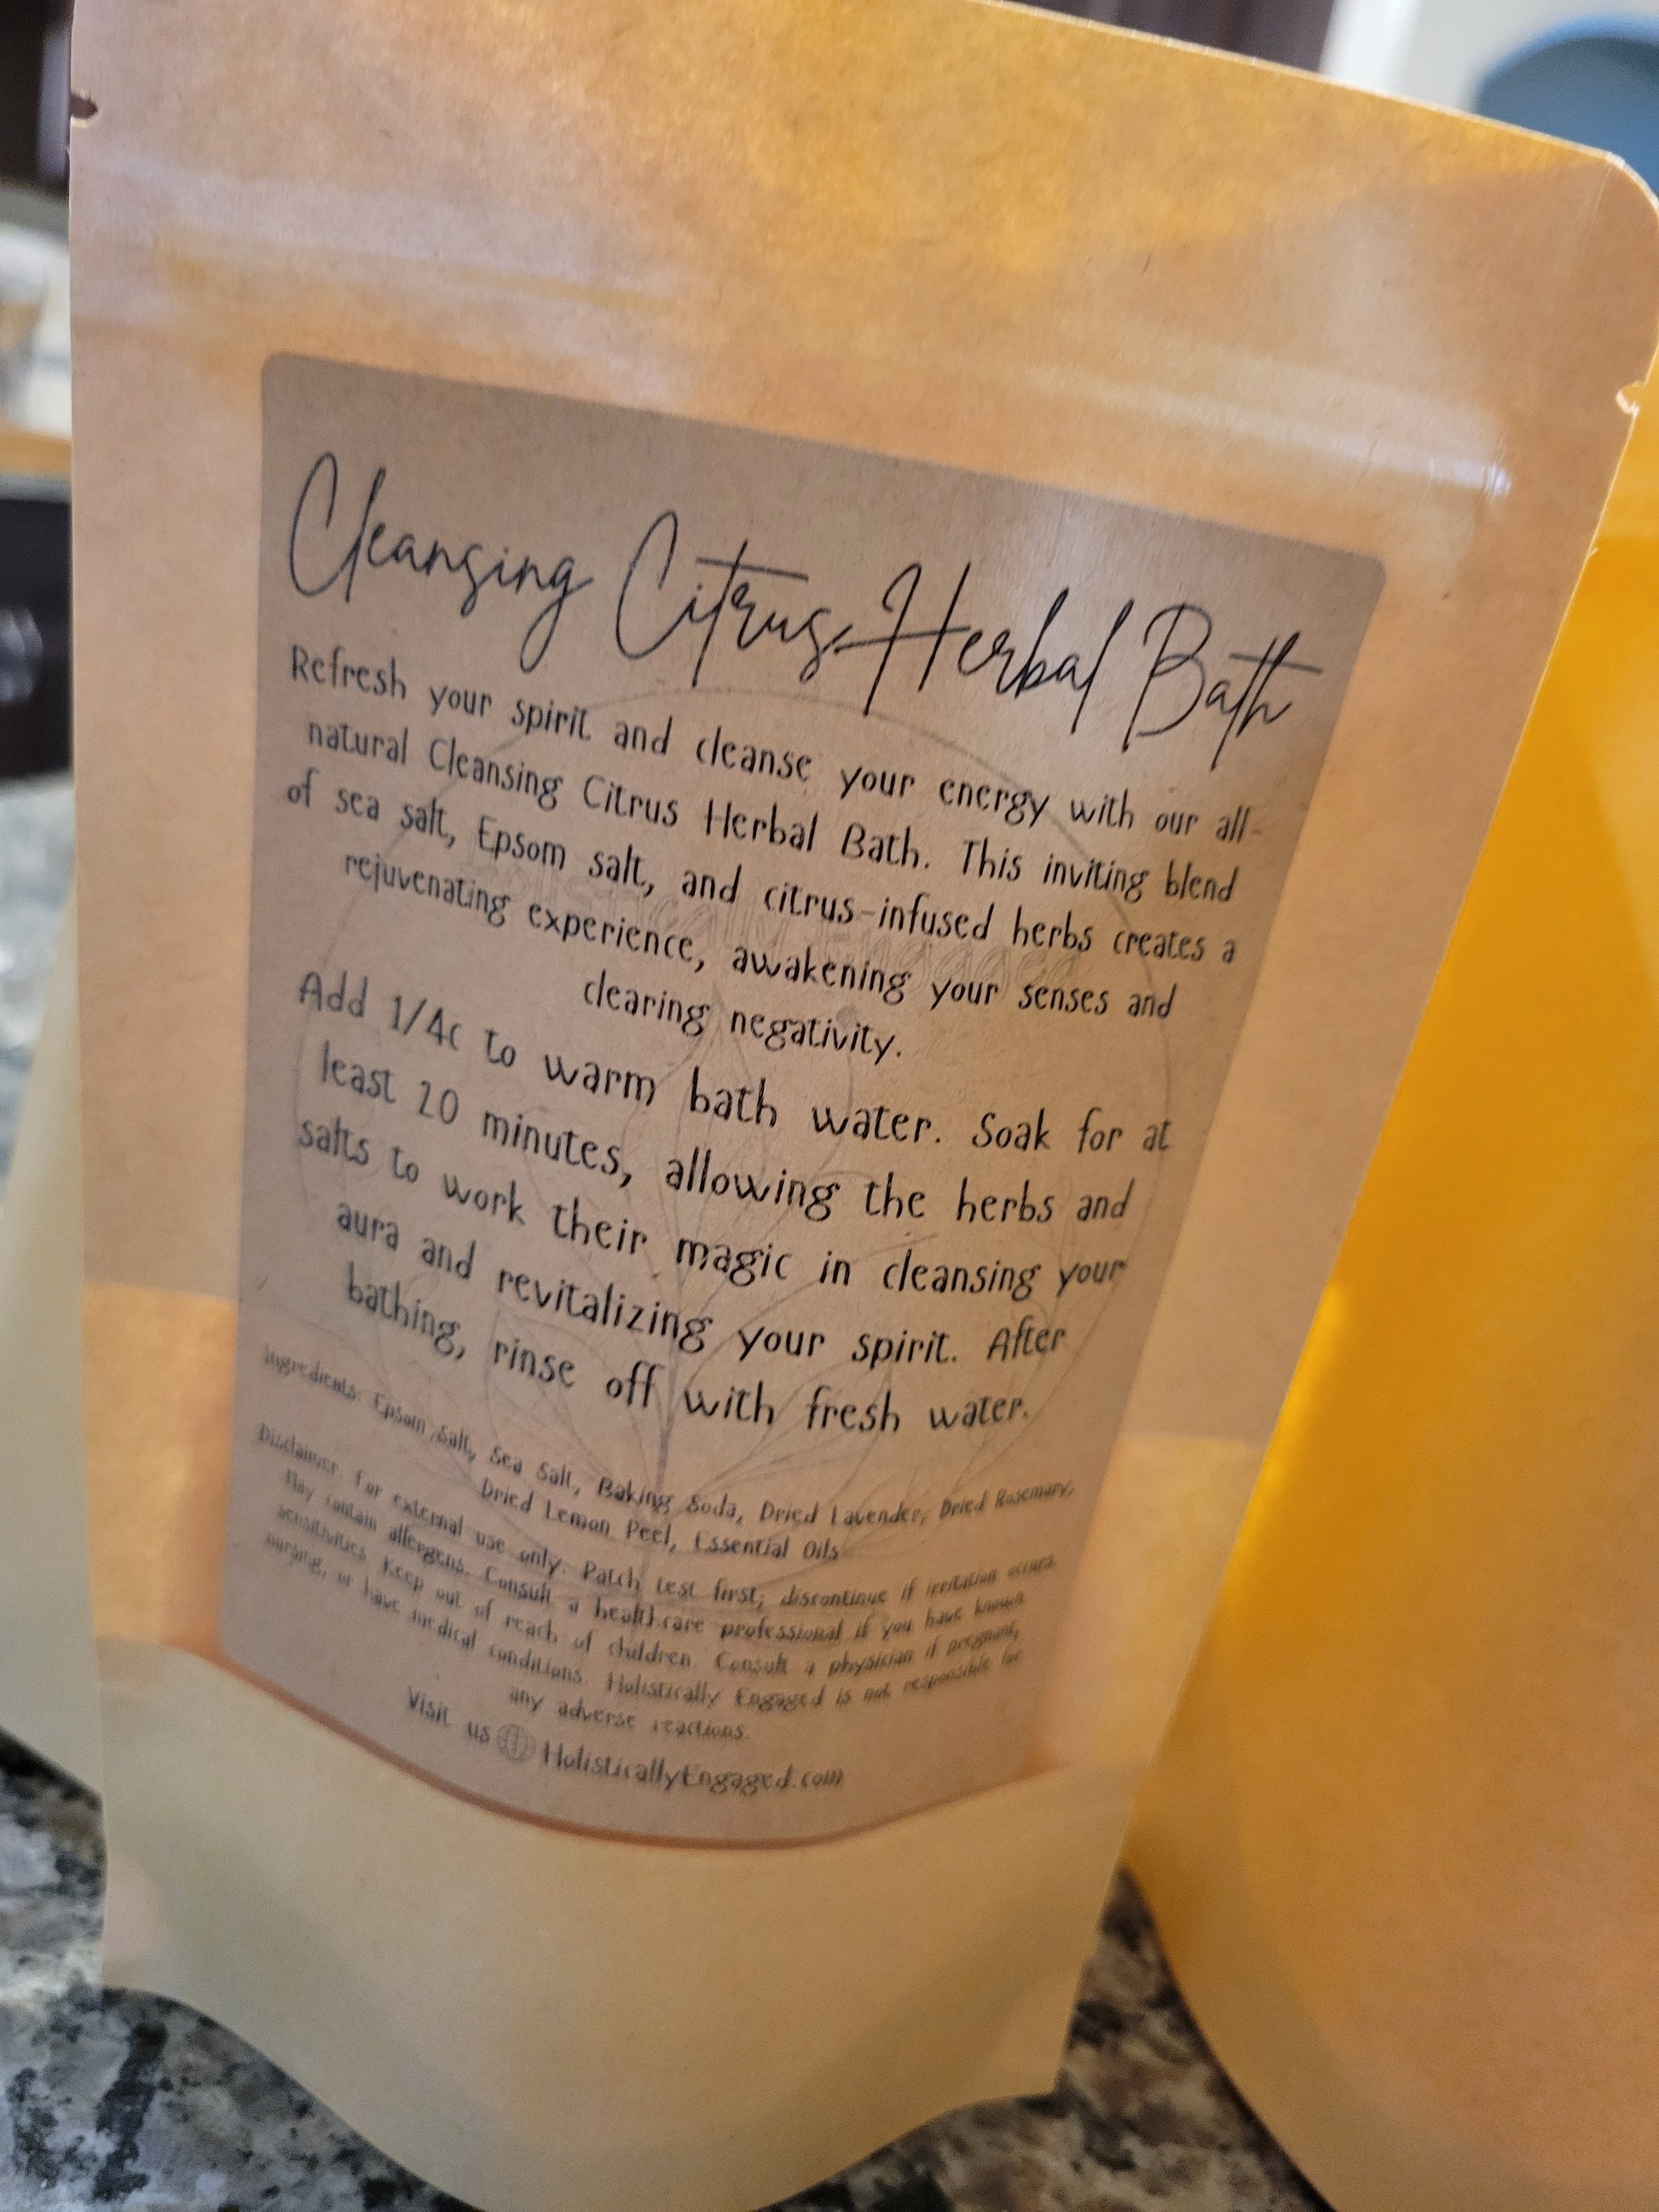 Cleansing Citrus Herbal Bath
Refresh your spirit and cleanse your energy with our all-
natural Cleansing Citrus Herbal Bath. This inviting blend
of sea salt, Epsom salt, and citrus-infused herbs creates a
rejuvenating experience, awakening your senses and
clearing negativity.
Add 1/4c to warm bath water. Soak for at
least 20 minutes, allowing the herbs and
salts to work their magic in cleansing your
aura and revitalizing your spirit. After
bathing, rinse off with fresh water.
Ingredients: Epsom Salt, Sea Salt, Baking Soda, Dried Lavender, Dried Rosemary,
Dried Lemon Peel, Essential Oils
Disclaimer: For external use only. Patch test first; discontinue if irritation occurs.
May contain allergens. Consult a healthcare professional if you have known
sensitivities. Keep out of reach of children. Consult a physician if pregnant,
nursing, or have medical conditions. Holistically Engaged is not responsible for
any adverse reactions.
Visit us HolisticallyEngaged.com